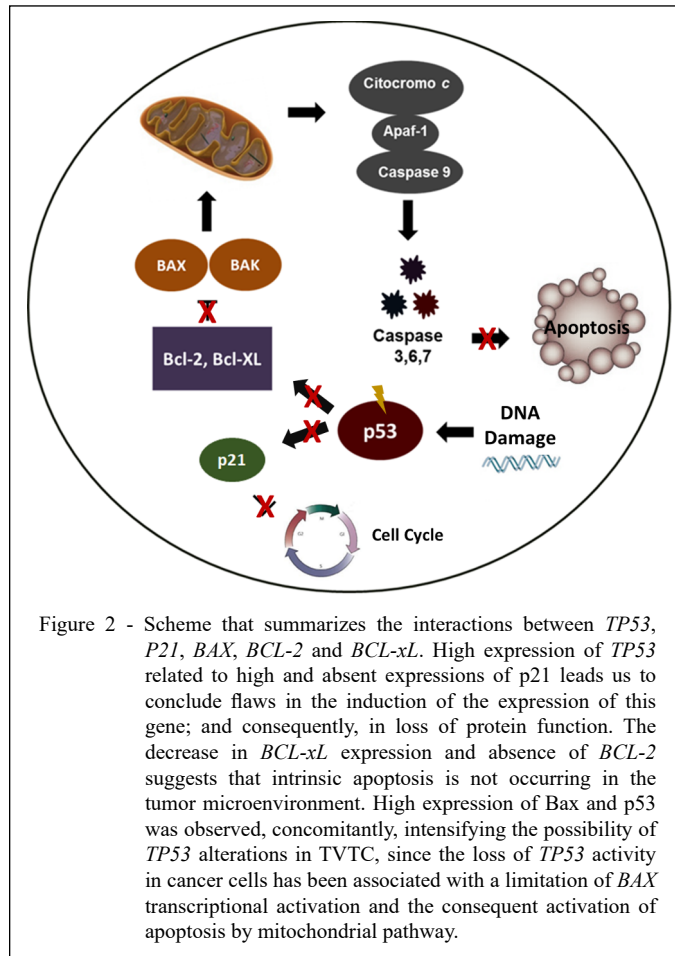 Citocromo c
Apaf-1
Caspase 9
BAX
BAK
Bcl-2, Bcl-XL
Caspase
3,6,7
Apoptosis
p53
DNA
Damage
p21
Cell Cycle
Figure 2 - Scheme that summarizes the interactions between TP53,
P21, BAX, BCL-2 and BCL-xL. High expression of TP53
related to high and absent expressions of p21 leads us to
conclude flaws in the induction of the expression of this
gene; and consequently, in loss of protein function. The
decrease in BCL-xL expression and absence of BCL-2
suggests that intrinsic apoptosis is not occurring in the
tumor microenvironment. High expression of Bax and p53
was observed, concomitantly, intensifying the possibility of
TP53 alterations in TVTC, since the loss of TP53 activity
in cancer cells has been associated with a limitation of BAX
transcriptional activation and the consequent activation of
apoptosis by mitochondrial pathway.